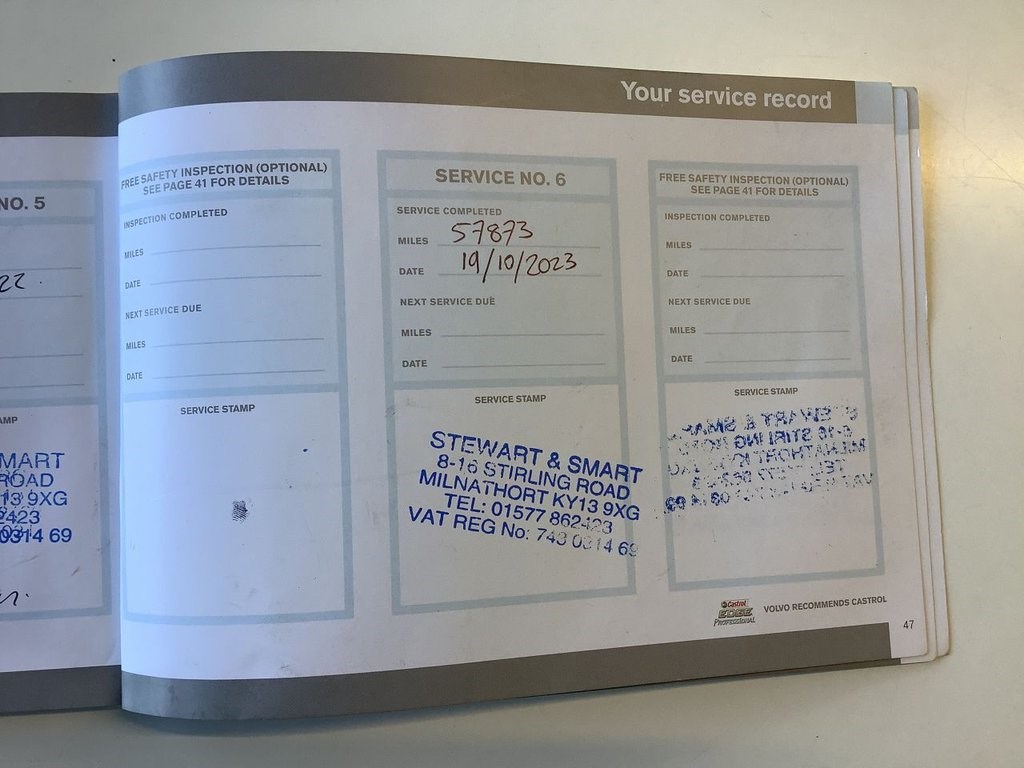 Your service record
NO. 5
22.
AMP
MART
ROAD
13 9XG
2423
0314 69
FREE SAFETY INSPECTION (OPTIONAL)
SEE PAGE 41 FOR DETAILS
INSPECTION COMPLETED
MILES
DATE
NEXT SERVICE DUE
MILES
DATE
SERVICE STAMP
SERVICE NO. 6
SERVICE COMPLETED
MILES 57873
DATE 19/10/2023
NEXT SERVICE DUE
MILES
DATE
SERVICE STAMP
STEWART & SMART
8-16 STIRLING ROAD
MILNATHORT KY13 9XG
TEL: 01577 862423
VAT REG No: 743 0314 69
FREE SAFETY INSPECTION (OPTIONAL)
SEE PAGE 41 FOR DETAILS
INSPECTION COMPLETED
MILES
DATE
NEXT SERVICE DUE
MILES
DATE
SERVICE STAMP
Castrol
EDGE
PROFESSIONAL
VOLVO RECOMMENDS CASTROL
47